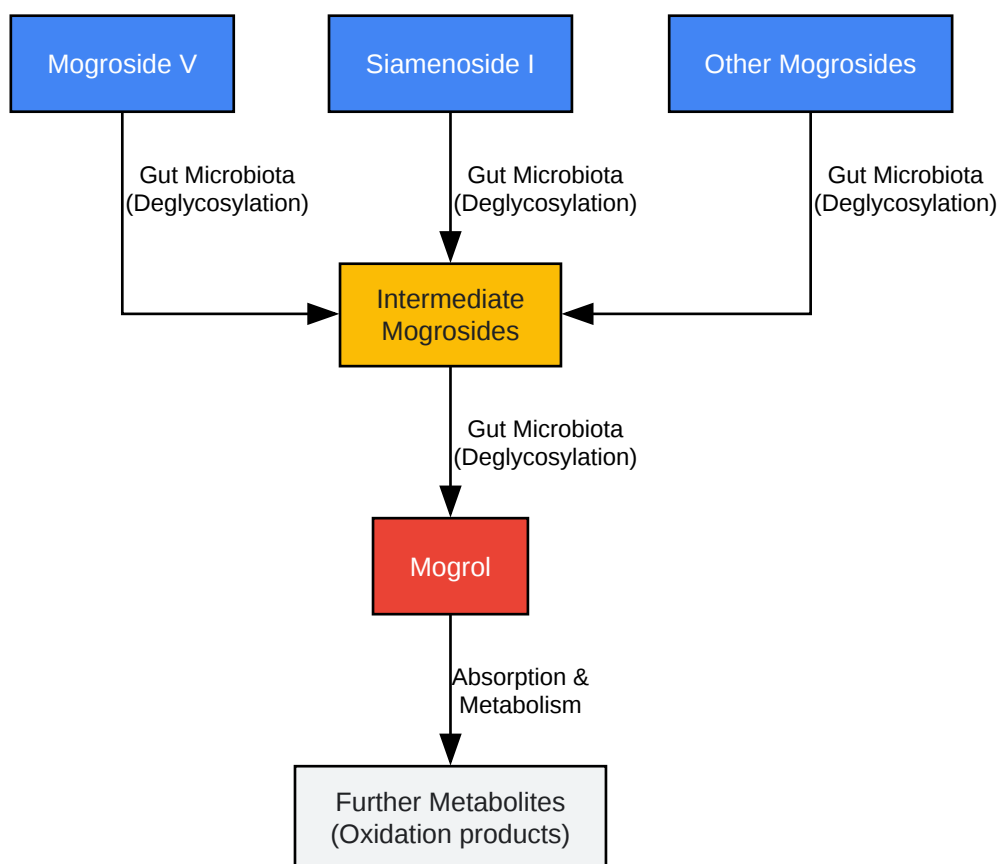 Mogroside V
Siamenoside I
Other Mogrosides
Gut Microbiota
(Deglycosylation)
Gut Microbiota
(Deglycosylation)
Gut Microbiota
(Deglycosylation)
Intermediate
Mogrosides
Gut Microbiota
(Deglycosylation)
Mogrol
Absorption &
Metabolism
Further Metabolites
(Oxidation products)